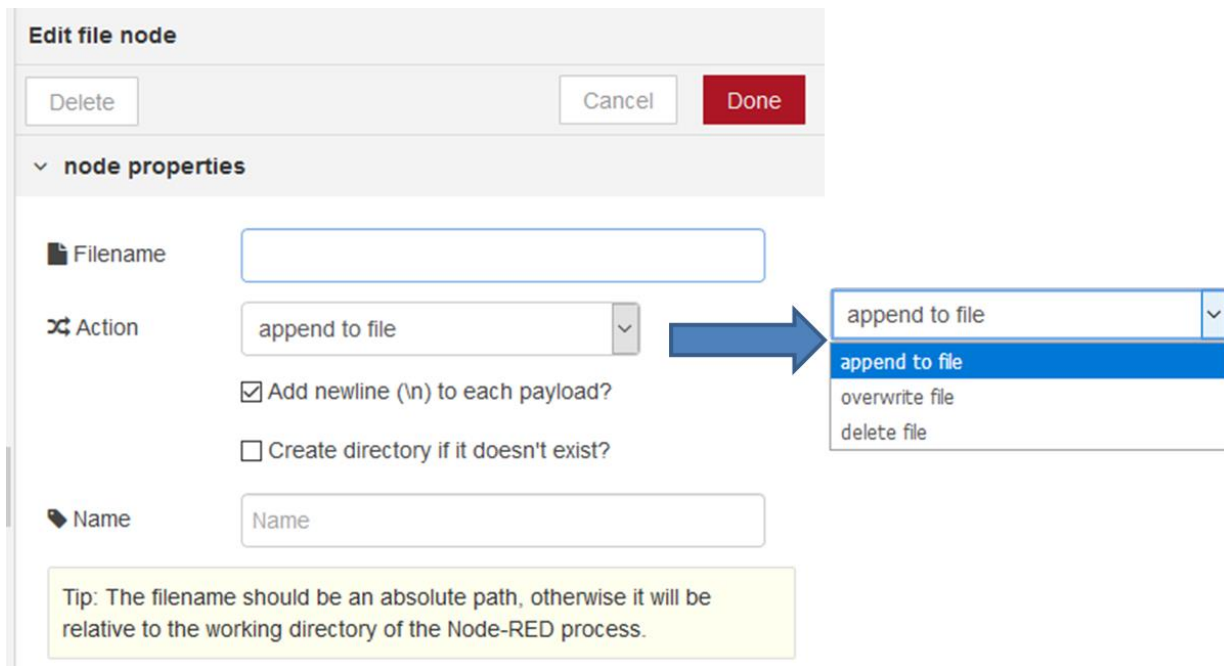 Edit file node
Delete Cancel Done
node properties
Filename
Action append to file
Add newline (\n) to each payload?
Create directory if it doesn't exist?
Name Name
Tip: The filename should be an absolute path, otherwise it will be
relative to the working directory of the Node-RED process.
append to file
append to file
overwrite file
delete file